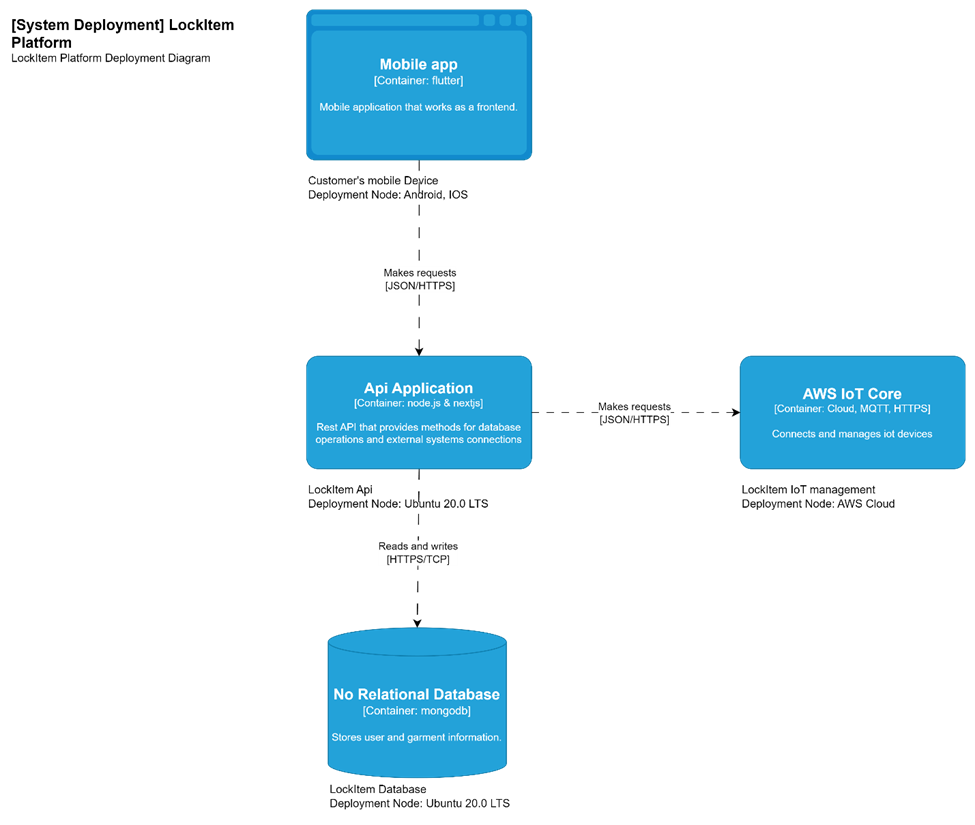 [System Deployment] LockItem
Platform
LockItem Platform Deployment Diagram
Mobile app
[Container: flutter]
Mobile application that works as a frontend.
Customer's mobile Device
Deployment Node: Android, IOS
Makes requests
[JSON/HTTPS]
Api Application
[Container: node.js & nextjs]
Rest API that provides methods for database
operations and external systems connections
LockItem Api
Deployment Node: Ubuntu 20.0 LTS
Makes requests
[JSON/HTTPS]
AWS IoT Core
[Container: Cloud, MQTT, HTTPS]
Connects and manages iot devices
LockItem IoT management
Deployment Node: AWS Cloud
Reads and writes
[HTTPS/TCP]
No Relational Database
[Container: mongodb]
Stores user and garment information.
LockItem Database
Deployment Node: Ubuntu 20.0 LTS